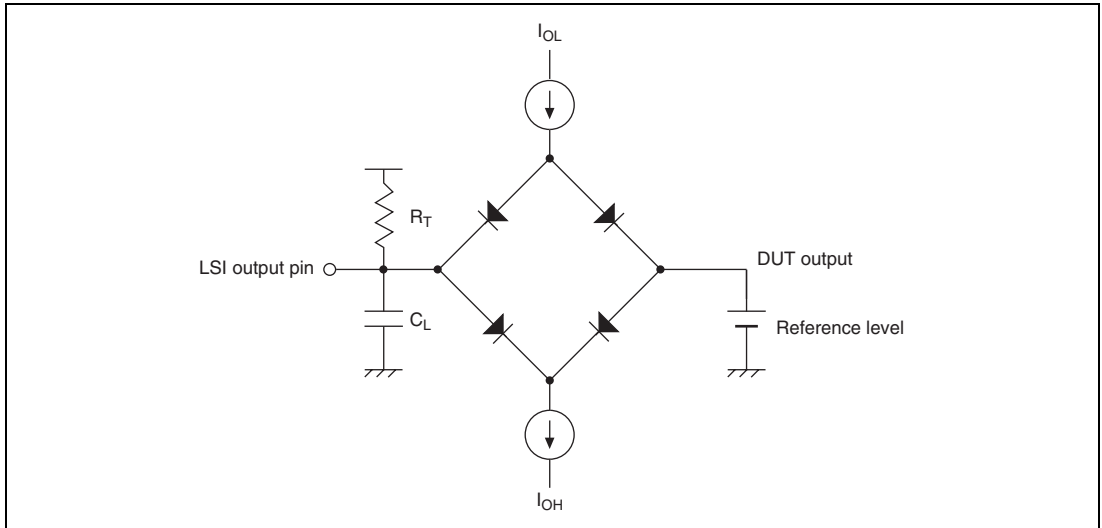 I_OL
R_T
LSI output pin
DUT output
C_L
Reference level
I_OH